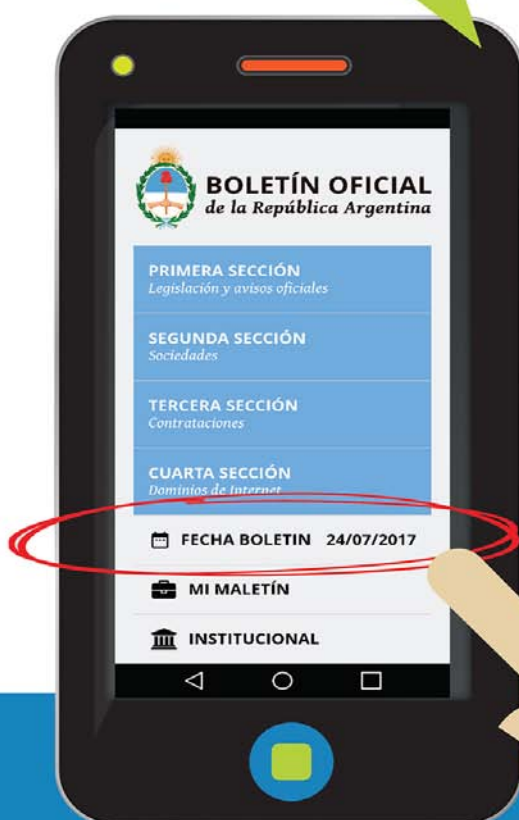 BOLETÍN OFICIAL
de la República Argentina
PRIMERA SECCIÓN
Legislación y avisos oficiales
SEGUNDA SECCIÓN
Sociedades
TERCERA SECCIÓN
Contrataciones
CUARTA SECCIÓN
Dominios de Internet
FECHA BOLETIN 24/07/2017
MI MALETÍN
INSTITUCIONAL